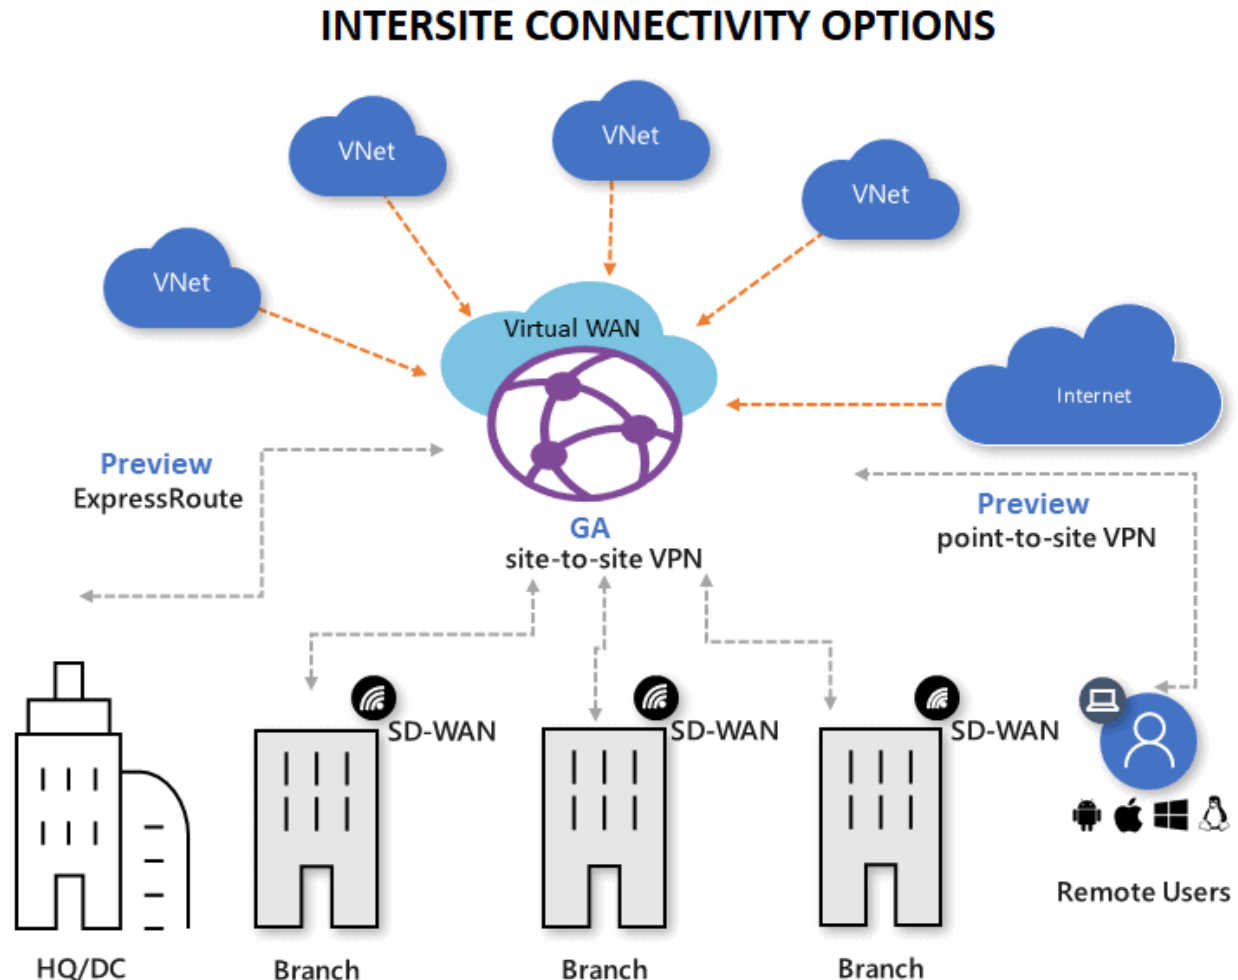 INTERSITE CONNECTIVITY OPTIONS
VNet
VNet
VNet
VNet
Virtual WAN
Internet
Preview
ExpressRoute
Preview
point-to-site VPN
GA
site-to-site VPN
SD-WAN
SD-WAN
SD-WAN
Remote Users
HQ/DC
Branch
Branch
Branch